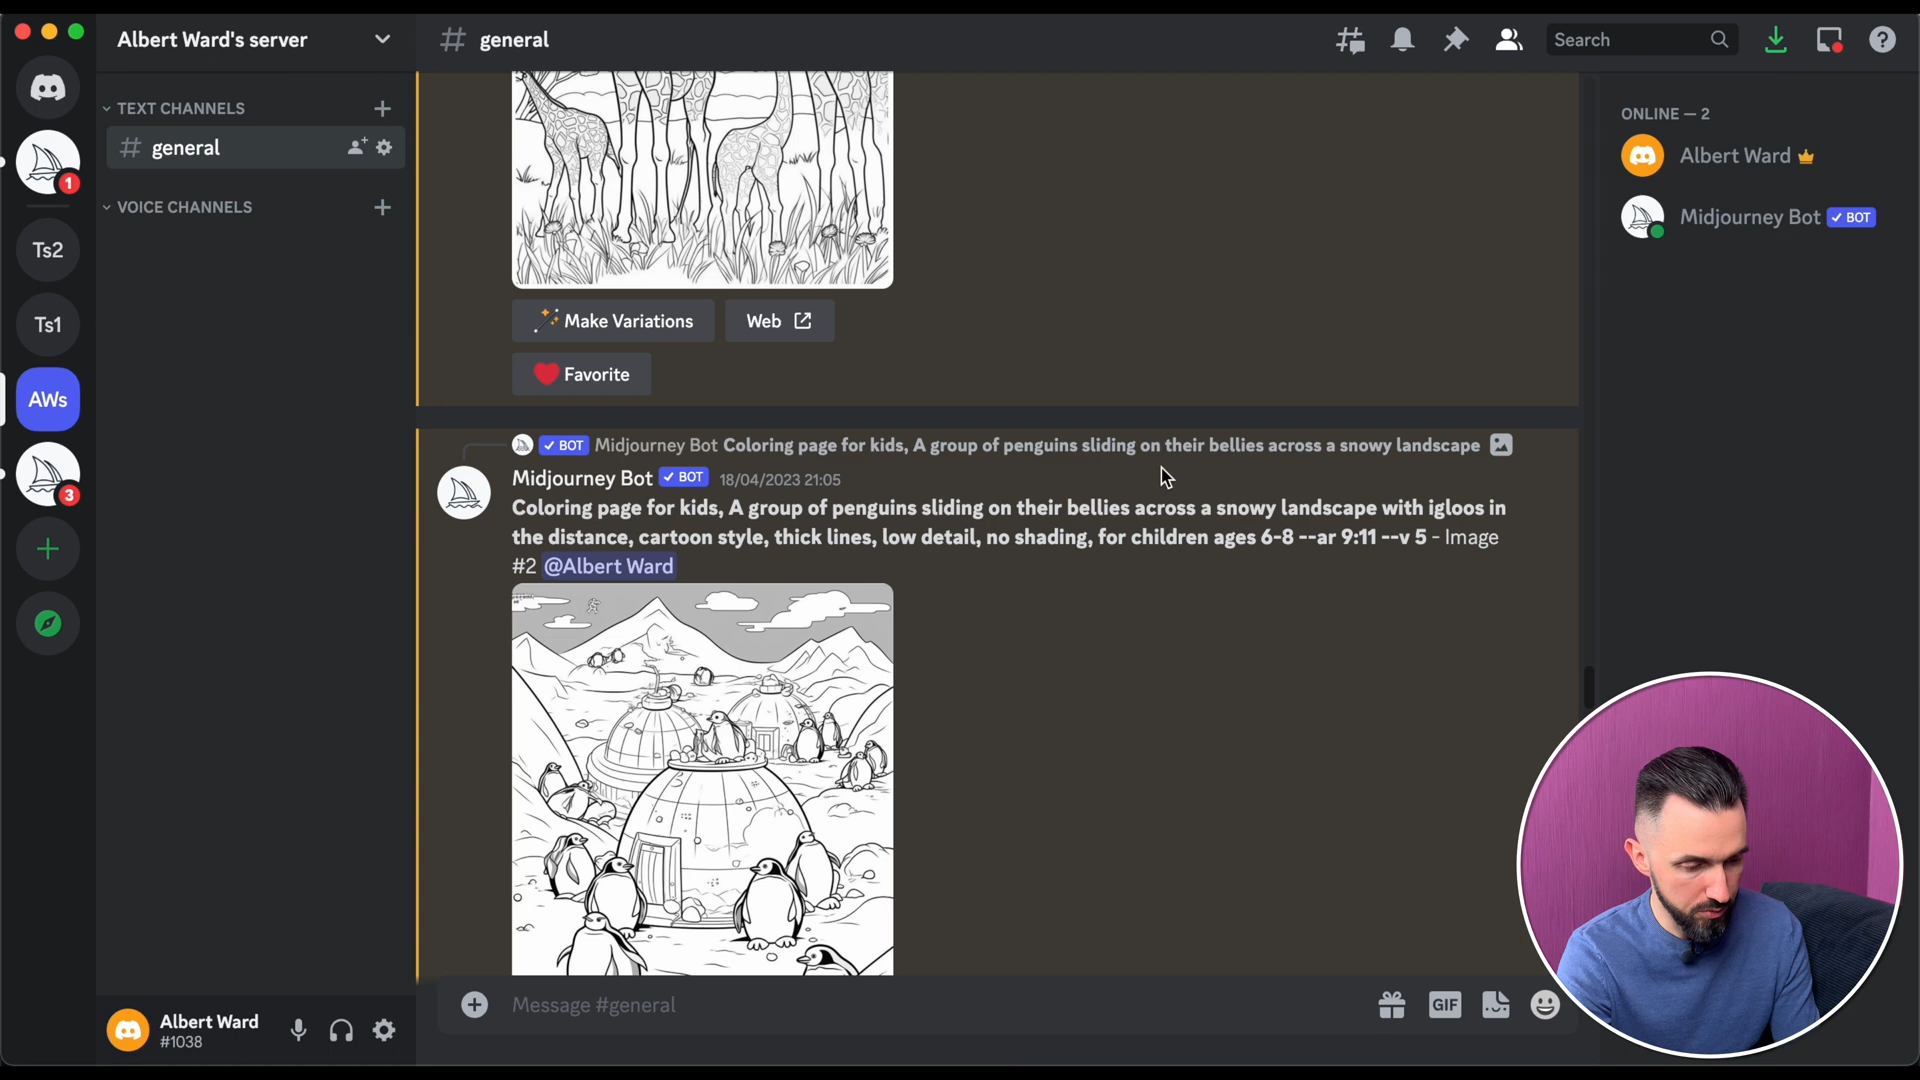 Albert Ward's server
general
Search
TEXT CHANNELS
general
VOICE CHANNELS
1
Ts2
Ts1
AWs
3
ONLINE — 2
Albert Ward
Midjourney Bot ✓ BOT
Make Variations
Web
Favorite
✓ BOT Midjourney Bot Coloring page for kids, A group of penguins sliding on their bellies across a snowy landscape
Midjourney Bot ✓ BOT 18/04/2023 21:05
Coloring page for kids, A group of penguins sliding on their bellies across a snowy landscape with igloos in
the distance, cartoon style, thick lines, low detail, no shading, for children ages 6-8 --ar 9:11 --v 5 - Image
#2 @Albert Ward
Message #general
GIF
Albert Ward
#1038